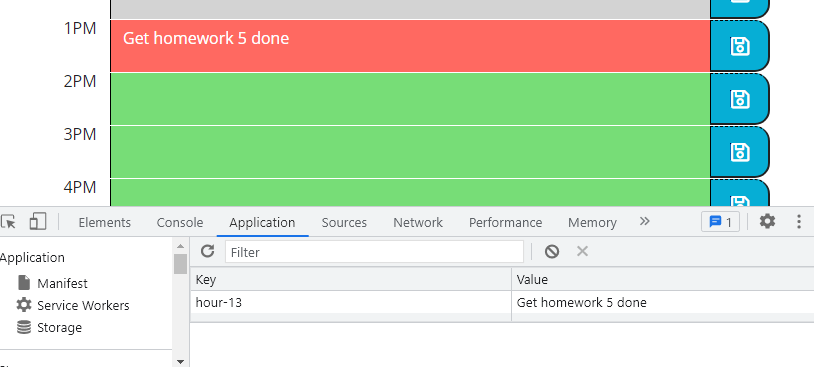 1PM
Get homework 5 done
2PM
3PM
4PM
Elements Console Application Sources Network Performance Memory 1
Application
Filter
Manifest
Service Workers
Storage
Key Value
hour-13 Get homework 5 done